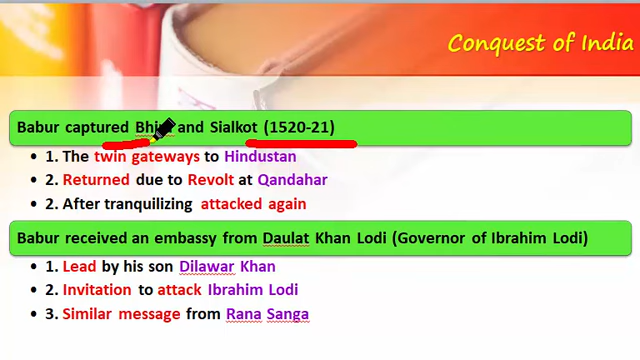 Conquest of India
Babur captured and Sialkot (1520-21)
• 1. The twin gateways to Hindustan
• 2. Returned due to Revolt at Qandahar
• 2. After tranquilizing attacked again
Babur received an embassy from Daulat Khan Lodi (Governor of Ibrahim Lodi)
• 1. Lead by his son Dilawar Khan
• 2. Invitation to attack Ibrahim Lodi
• 3. Similar message from Rana Sanga